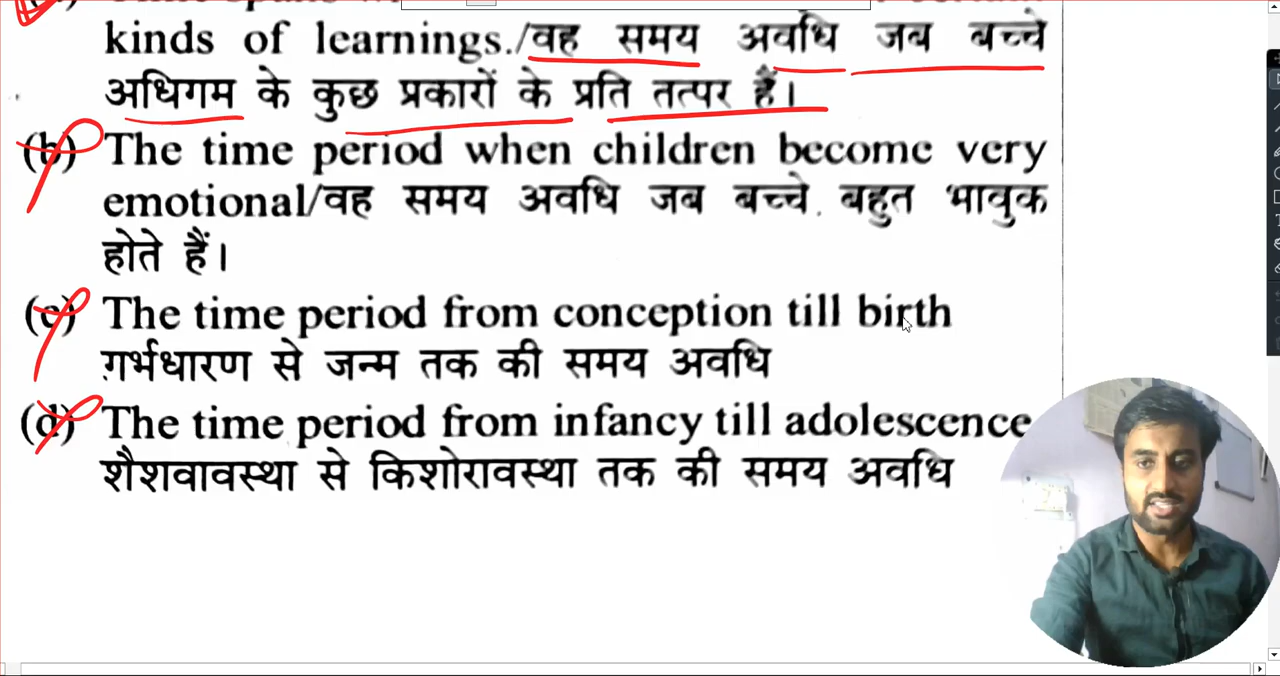 kinds of learnings./वह समय अवधि जब बच्चे
अधिगम के कुछ प्रकारों के प्रति तत्पर हैं।
(b) The time period when children become very
emotional/वह समय अवधि जब बच्चे बहुत भावुक
होते हैं।
(c) The time period from conception till birth
ग़र्भधारण से जन्म तक की समय अवधि
(d) The time period from infancy till adolescence
शैशवावस्था से किशोरावस्था तक की समय अवधि